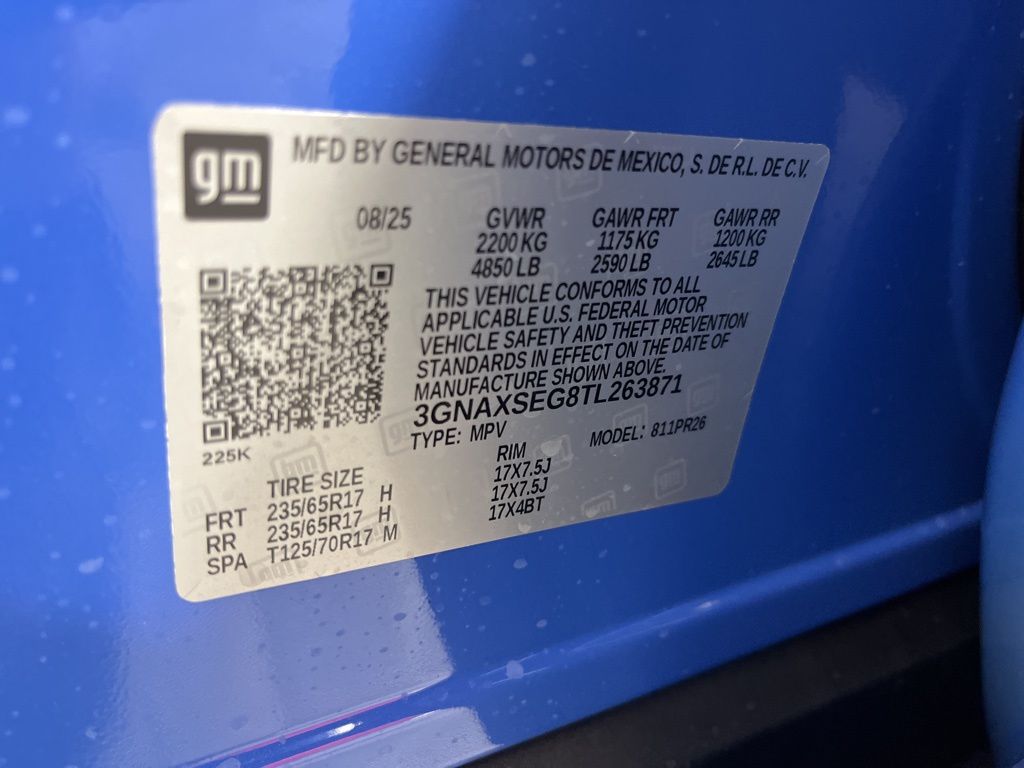 gm
MFD BY GENERAL MOTORS DE MEXICO, S. DE R.L. DE C.V.
08/25 GVWR GAWR FRT GAWR RR
2200 KG 1175 KG 1200 KG
4850 LB 2590 LB 2645 LB
THIS VEHICLE CONFORMS TO ALL
APPLICABLE U.S. FEDERAL MOTOR
VEHICLE SAFETY AND THEFT PREVENTION
STANDARDS IN EFFECT ON THE DATE OF
MANUFACTURE SHOWN ABOVE.
3GNAXSEG8TL263871
TYPE: MPV MODEL: 811PR26
225K
TIRE SIZE RIM
FRT 235/65R17 H 17X7.5J
RR 235/65R17 H 17X7.5J
SPA T125/70R17 M 17X4BT